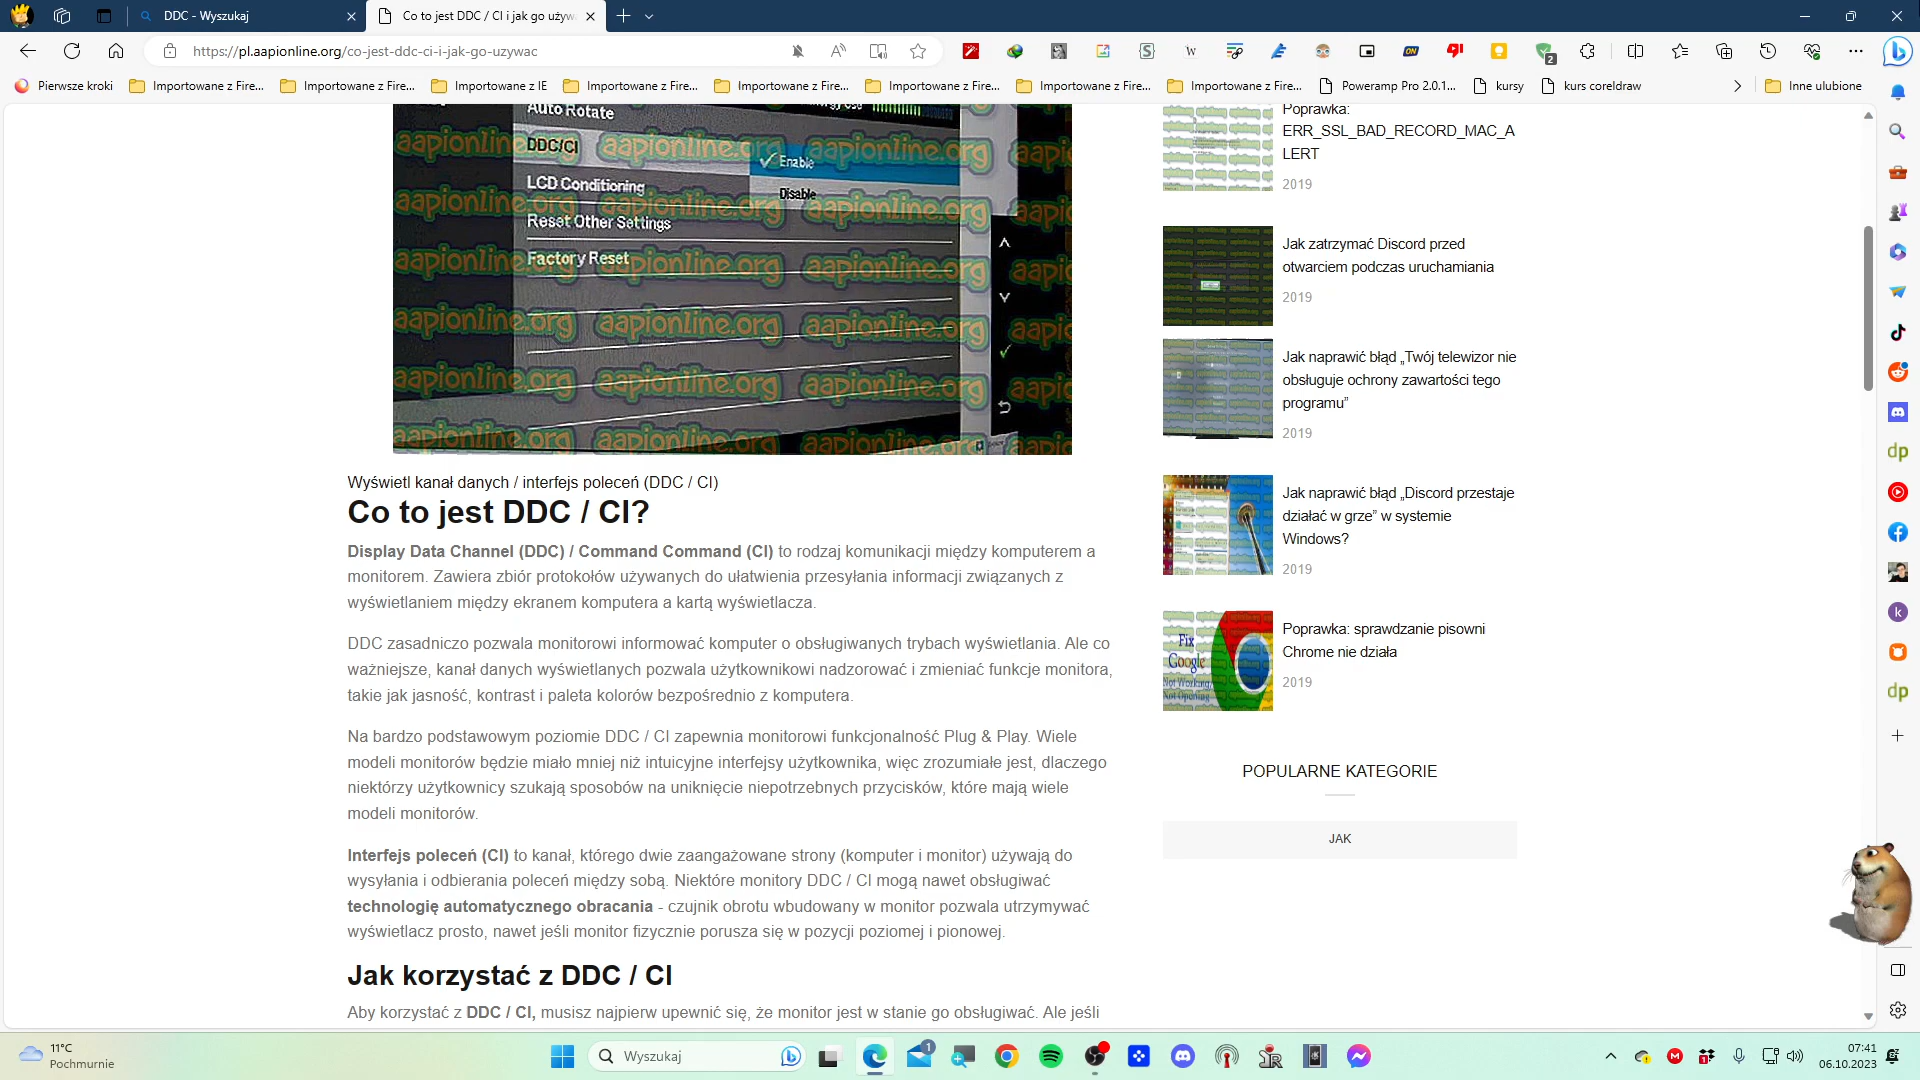 DDC - Wyszukaj
Co to jest DDC / CI i jak go używ
https://pl.aapionline.org/co-jest-ddc-ci-i-jak-go-uzywac
Pierwsze kroki
Importowane z Fire...
Importowane z Fire...
Importowane z IE
Importowane z Fire...
Importowane z Fire...
Importowane z Fire...
Importowane z Fire...
Importowane z Fire...
Poweramp Pro 2.0.1...
kursy
kurs coreldraw
Inne ulubione
Auto Rotate
DDC/CI
Enable
LCD Conditioning
Disable
Reset Other Settings
Factory Reset
aapionline.org
Wyświetl kanał danych / interfejs poleceń (DDC / CI)
Co to jest DDC / CI?
Display Data Channel (DDC) / Command Command (CI) to rodzaj komunikacji między komputerem a
monitorem. Zawiera zbiór protokołów używanych do ułatwienia przesyłania informacji związanych z
wyświetlaniem między ekranem komputera a kartą wyświetlacza.
DDC zasadniczo pozwala monitorowi informować komputer o obsługiwanych trybach wyświetlania. Ale co
ważniejsze, kanał danych wyświetlanych pozwala użytkownikowi nadzorować i zmieniać funkcje monitora,
takie jak jasność, kontrast i paleta kolorów bezpośrednio z komputera.
Na bardzo podstawowym poziomie DDC / CI zapewnia monitorowi funkcjonalność Plug & Play. Wiele
modeli monitorów będzie miało mniej niż intuicyjne interfejsy użytkownika, więc zrozumiałe jest, dlaczego
niektórzy użytkownicy szukają sposobów na uniknięcie niepotrzebnych przycisków, które mają wiele
modeli monitorów.
Interfejs poleceń (CI) to kanał, którego dwie zaangażowane strony (komputer i monitor) używają do
wysyłania i odbierania poleceń między sobą. Niektóre monitory DDC / CI mogą nawet obsługiwać
technologię automatycznego obracania - czujnik obrotu wbudowany w monitor pozwala utrzymywać
wyświetlacz prosto, nawet jeśli monitor fizycznie porusza się w pozycji poziomej i pionowej.
Jak korzystać z DDC / CI
Aby korzystać z DDC / CI, musisz najpierw upewnić się, że monitor jest w stanie go obsługiwać. Ale jeśli
Poprawka:
ERR_SSL_BAD_RECORD_MAC_A
LERT
2019
Jak zatrzymać Discord przed
otwarciem podczas uruchamiania
2019
Jak naprawić błąd „Twój telewizor nie
obsługuje ochrony zawartości tego
programu”
2019
Jak naprawić błąd „Discord przestaje
działać w grze” w systemie
Windows?
2019
Fix
Google
Not Working,
Not Opening
Poprawka: sprawdzanie pisowni
Chrome nie działa
2019
POPULARNE KATEGORIE
JAK
11°C
Pochmurnie
Wyszukaj
07:41
06.10.2023